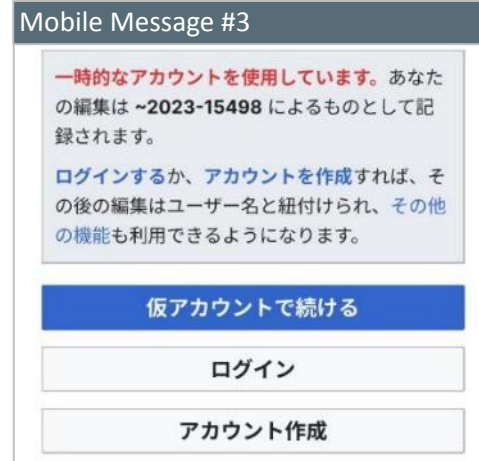 Mobile Message #3
一時的なアカウントを使用しています。あなた
の編集は ~2023-15498 によるものとして記
録されます。
ログインするか、アカウントを作成すれば、そ
の後の編集はユーザー名と紐付けられ、その他
の機能も利用できるようになります。
仮アカウントで続ける
ログイン
アカウント作成